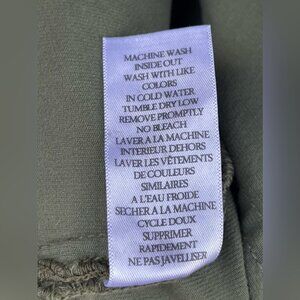 MACHINE WASH
INSIDE OUT
WASH WITH LIKE
COLORS
IN COLD WATER
TUMBLE DRY LOW
REMOVE PROMPTLY
NO BLEACH
LAVER A LA MACHINE
INTERIEUR DEHORS
LAVER LES VÊTEMENTS
DE COULEURS
SIMILAIRES
A L'EAU FROIDE
SECHER A LA MACHINE
CYCLE DOUX
SUPPRIMER
RAPIDEMENT
NE PAS JAVELLISER